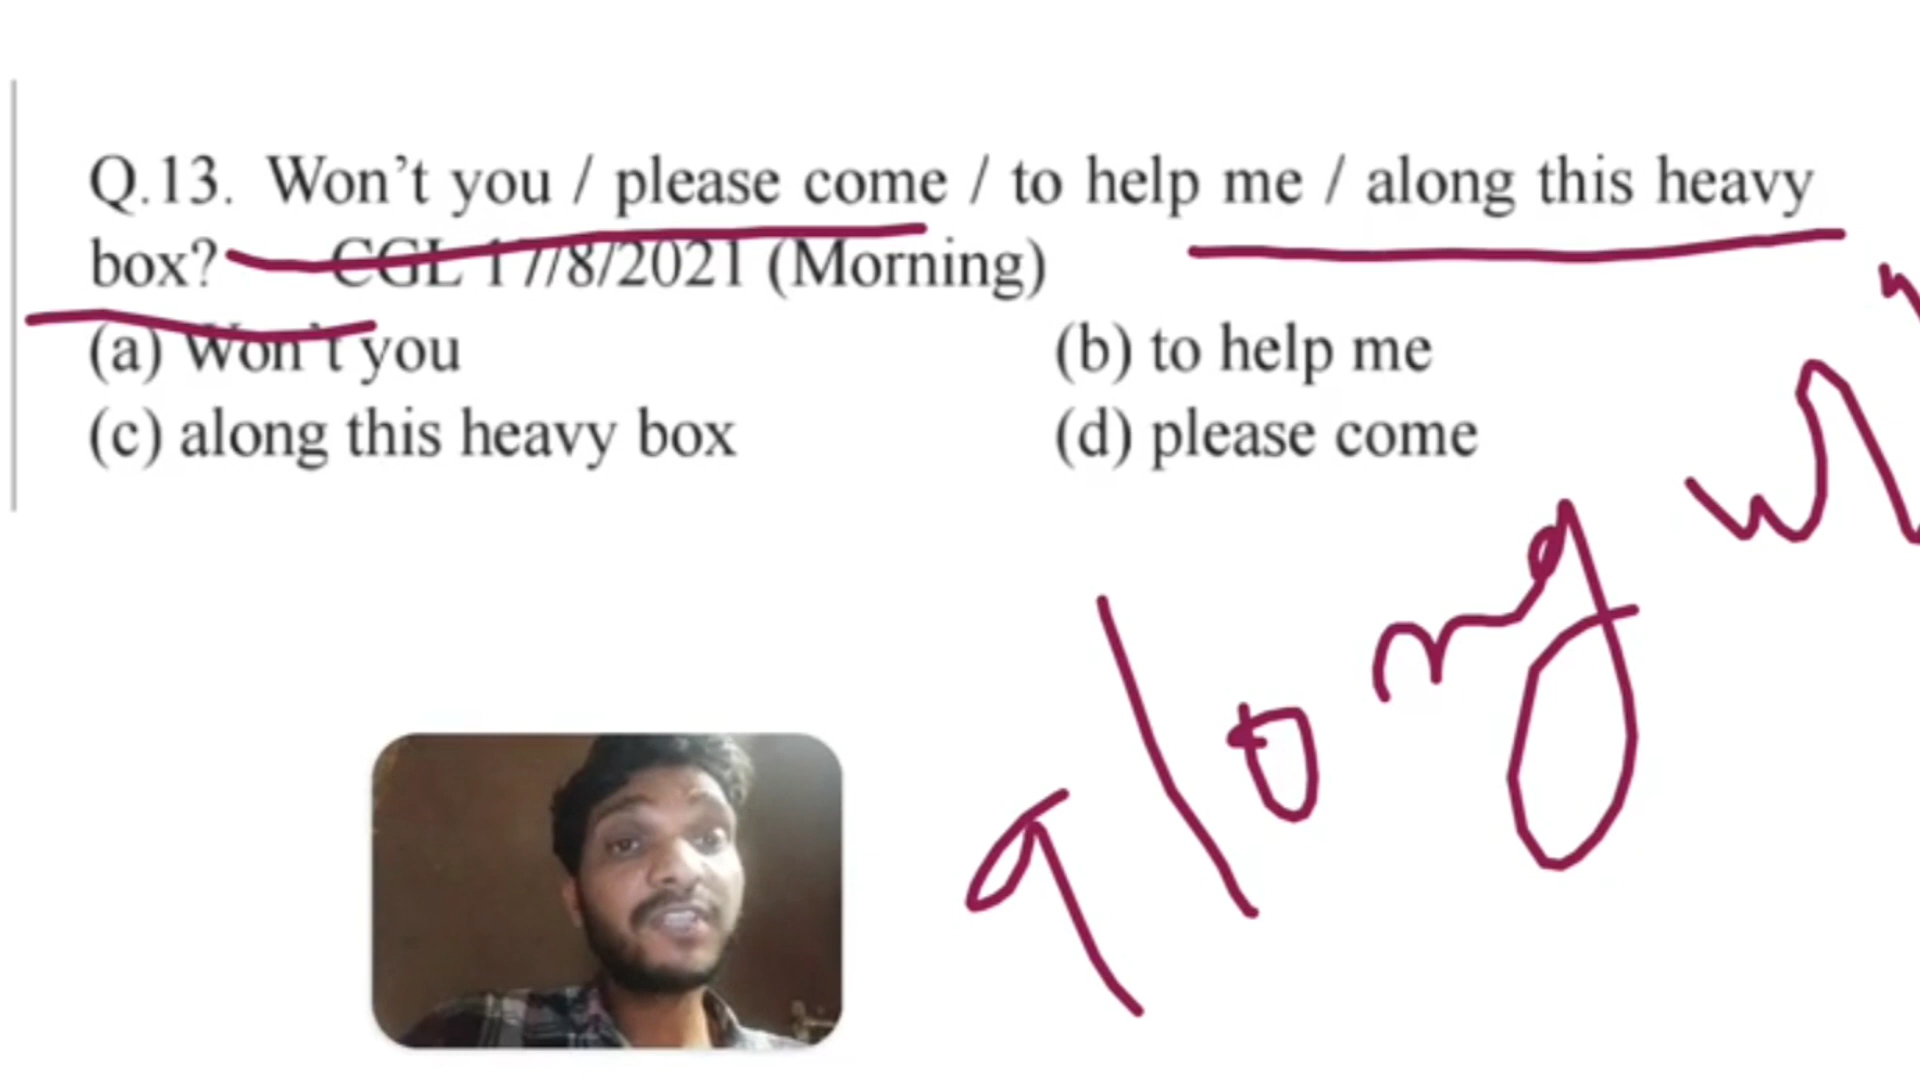 Q.13. Won't you / please come / to help me / along this heavy
box? CGL 17/8/2021 (Morning)
(a) Won't you
(b) to help me
(c) along this heavy box
(d) please come
along